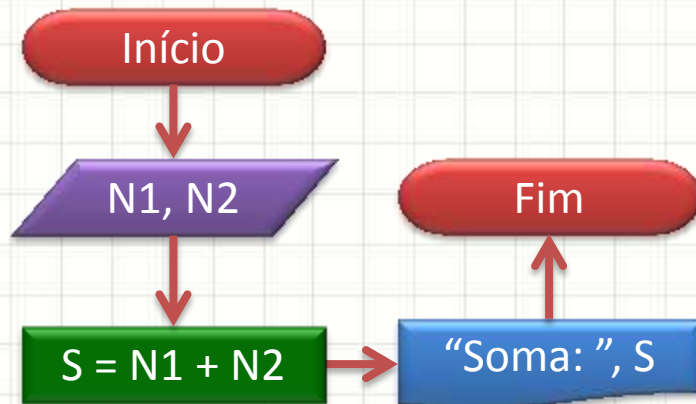 Início
N1, N2
S = N1 + N2
“Soma: ”, S
Fim